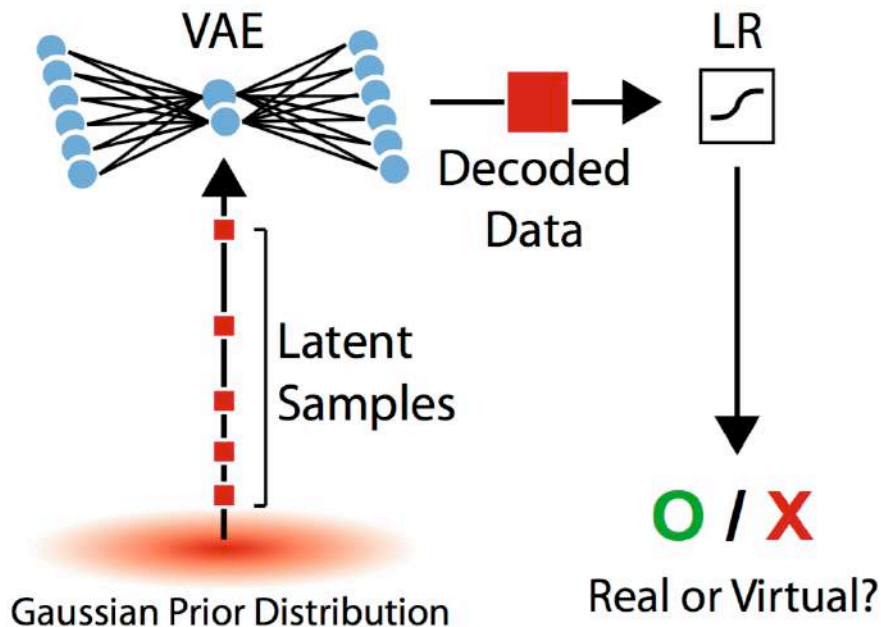 VAE
LR
Decoded
Data
Latent
Samples
O / X
Real or Virtual?
Gaussian Prior Distribution